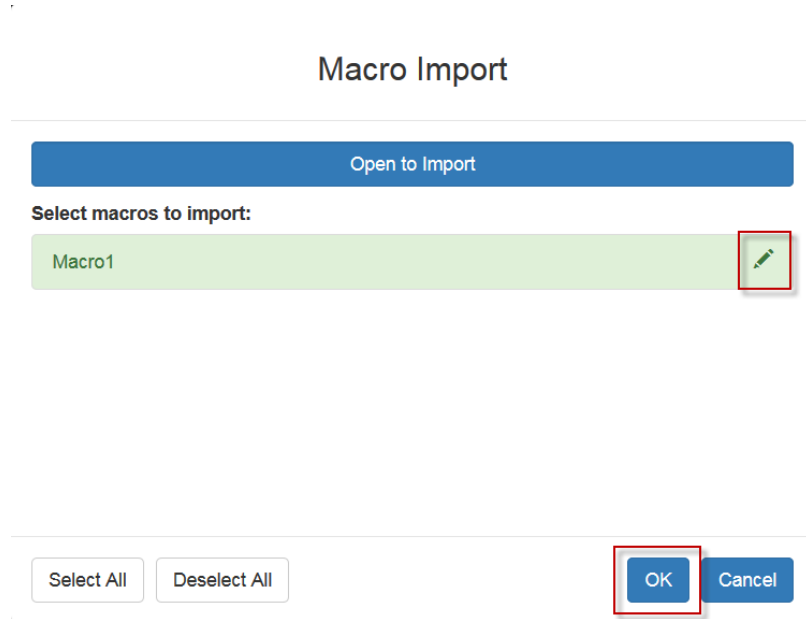 Macro Import
Open to Import
Select macros to import:
Macro1
Select All Deselect All OK Cancel